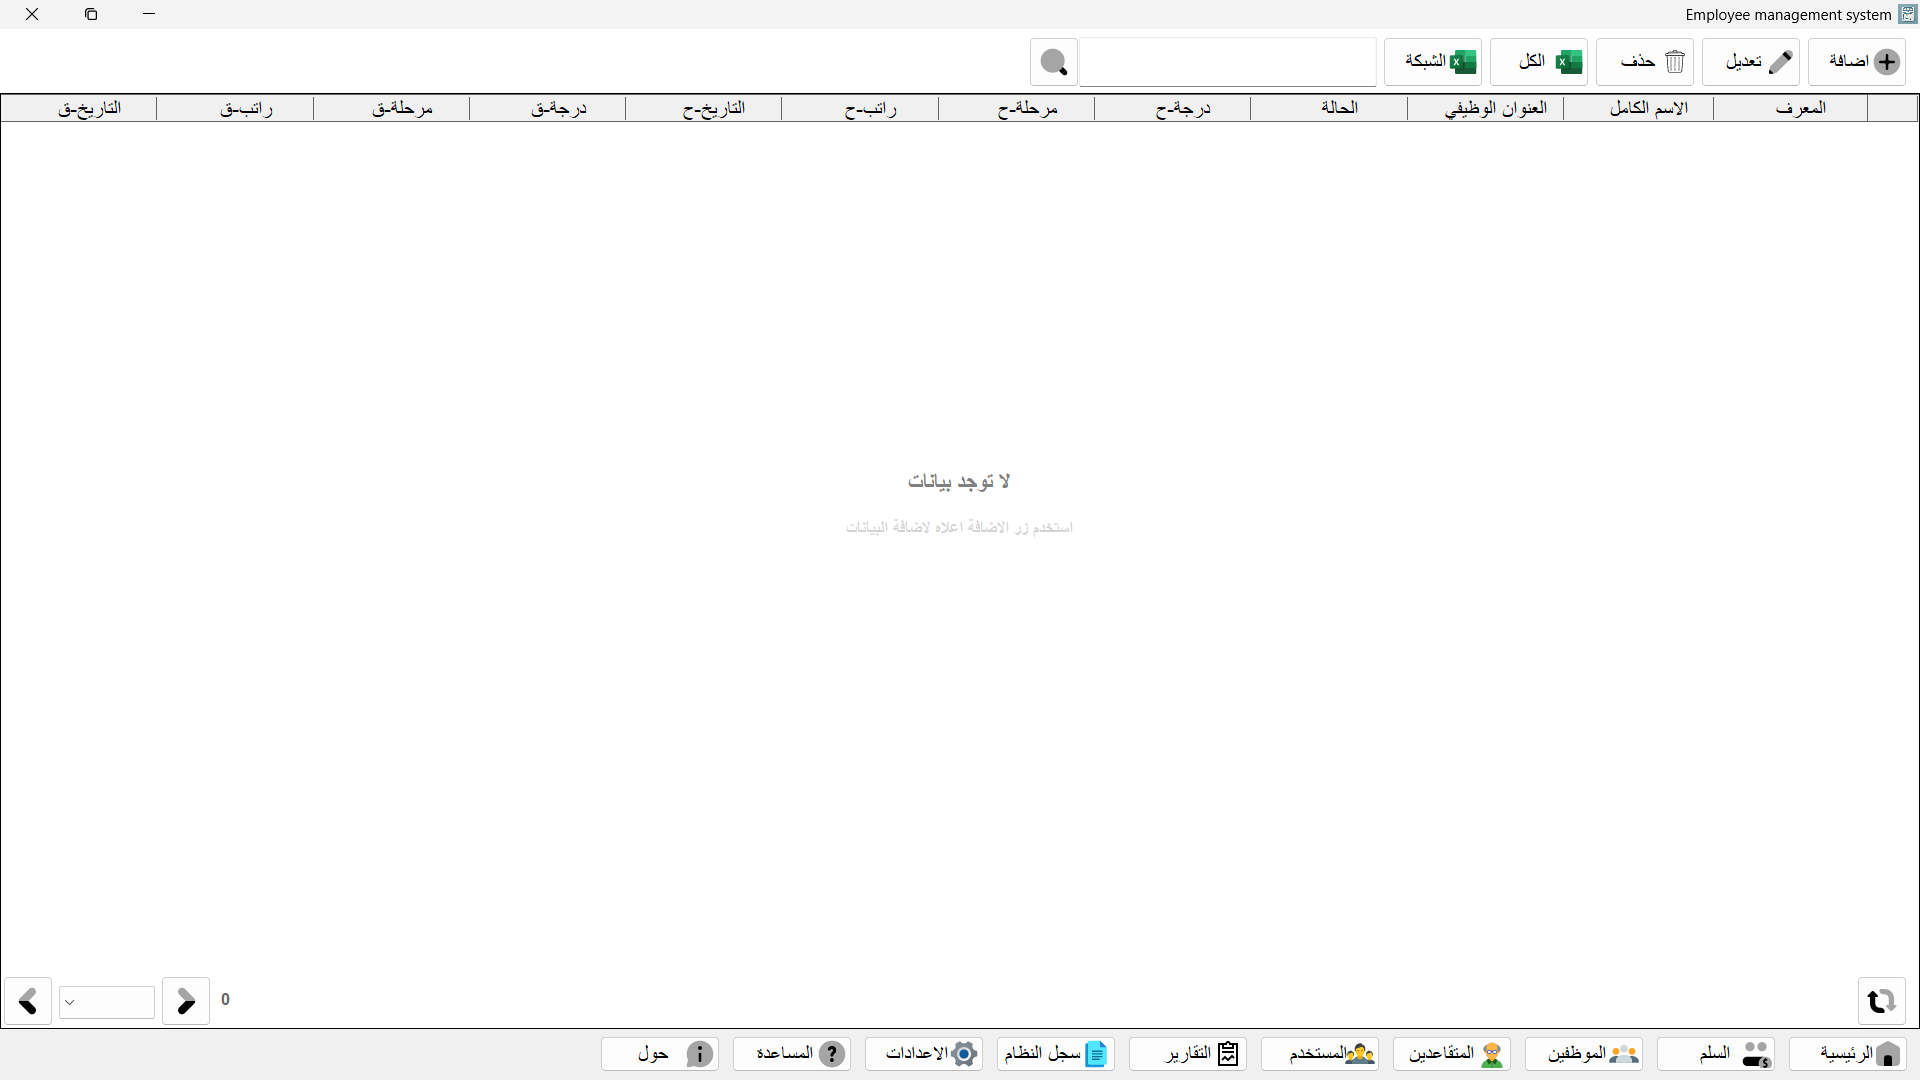 Employee management system
اضافة تعديل حذف الكل الشبكة
المعرف الاسم الكامل العنوان الوظيفي الحالة درجة-ح مرحلة-ح راتب-ح التاريخ-ح درجة-ق مرحلة-ق راتب-ق التاريخ-ق
لا توجد بيانات
استخدم زر الاضافة اعلاه لاضافة البيانات
0
الرئيسية السلم الموظفين المتقاعدين المستخدم التقارير سجل النظام الاعدادات المساعدة حول